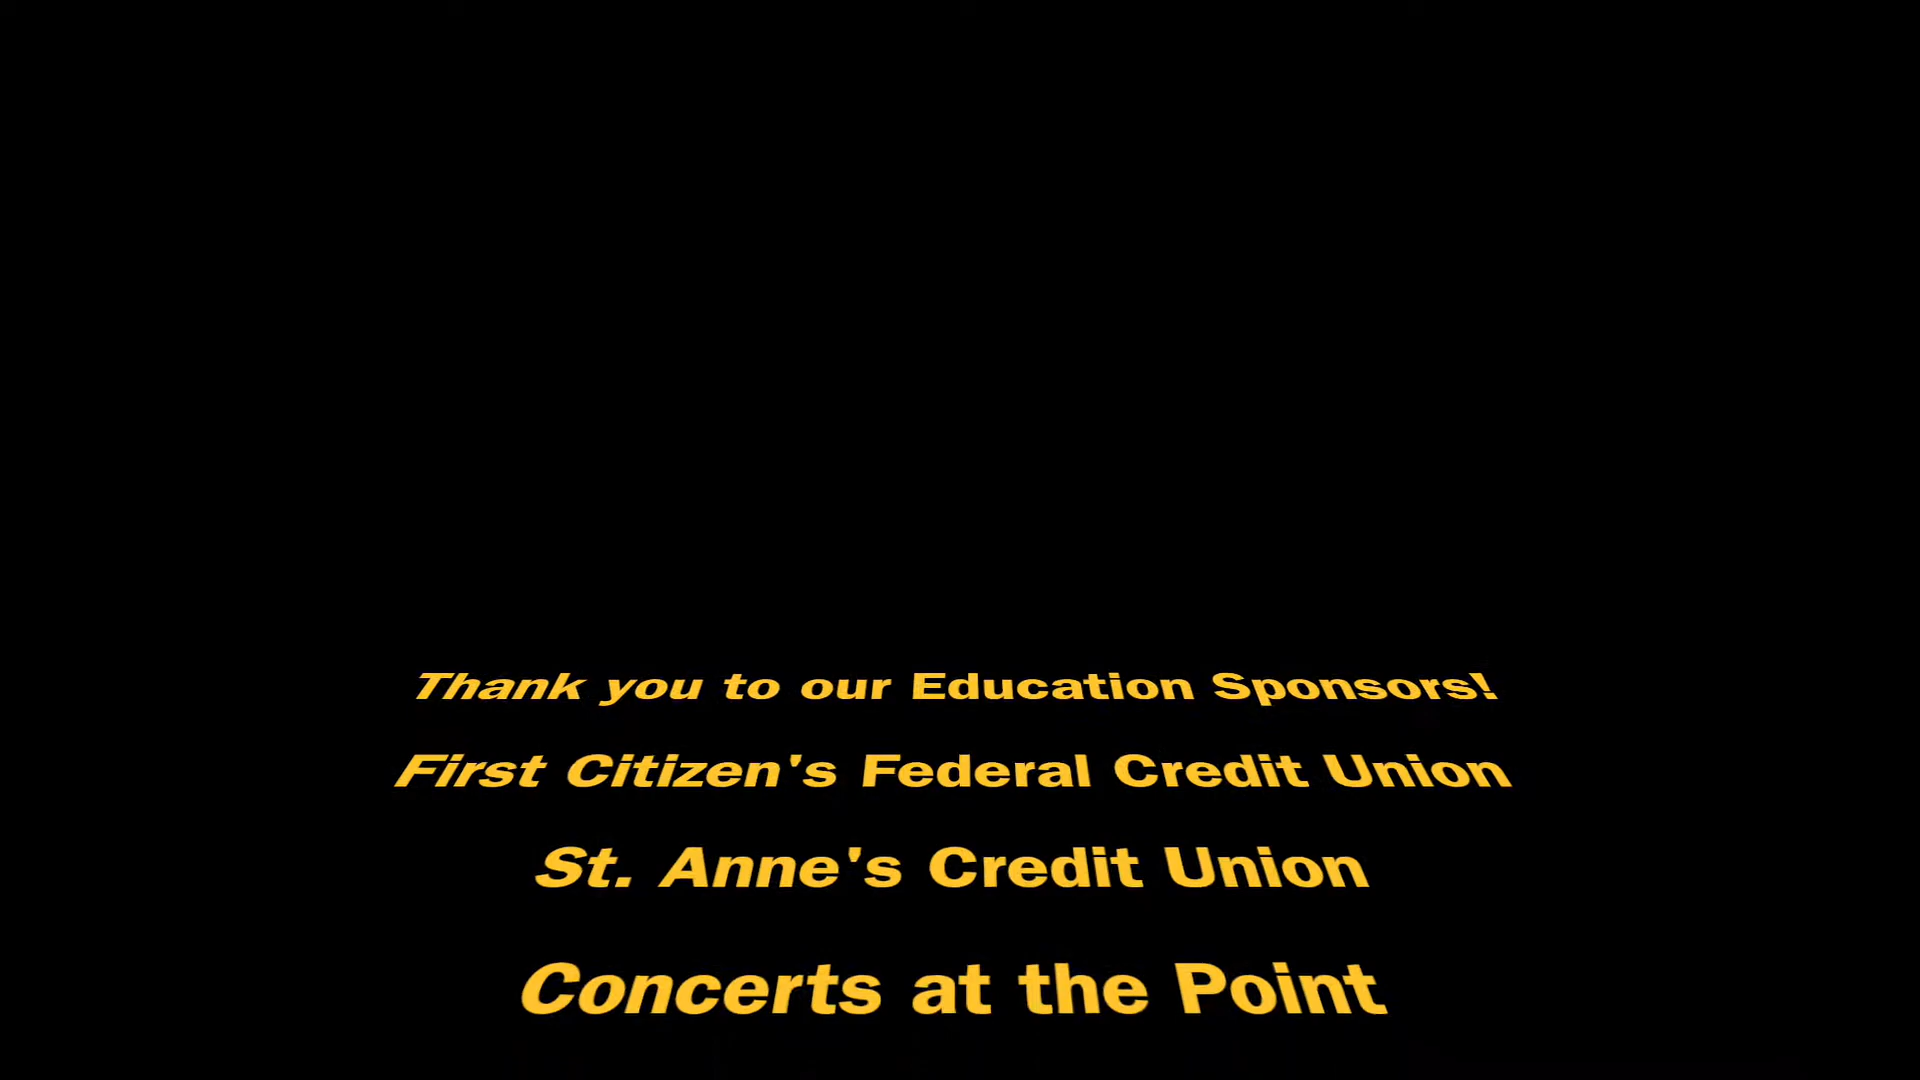 Thank you to our Education Sponsors!
First Citizen's Federal Credit Union
St. Anne's Credit Union
Concerts at the Point